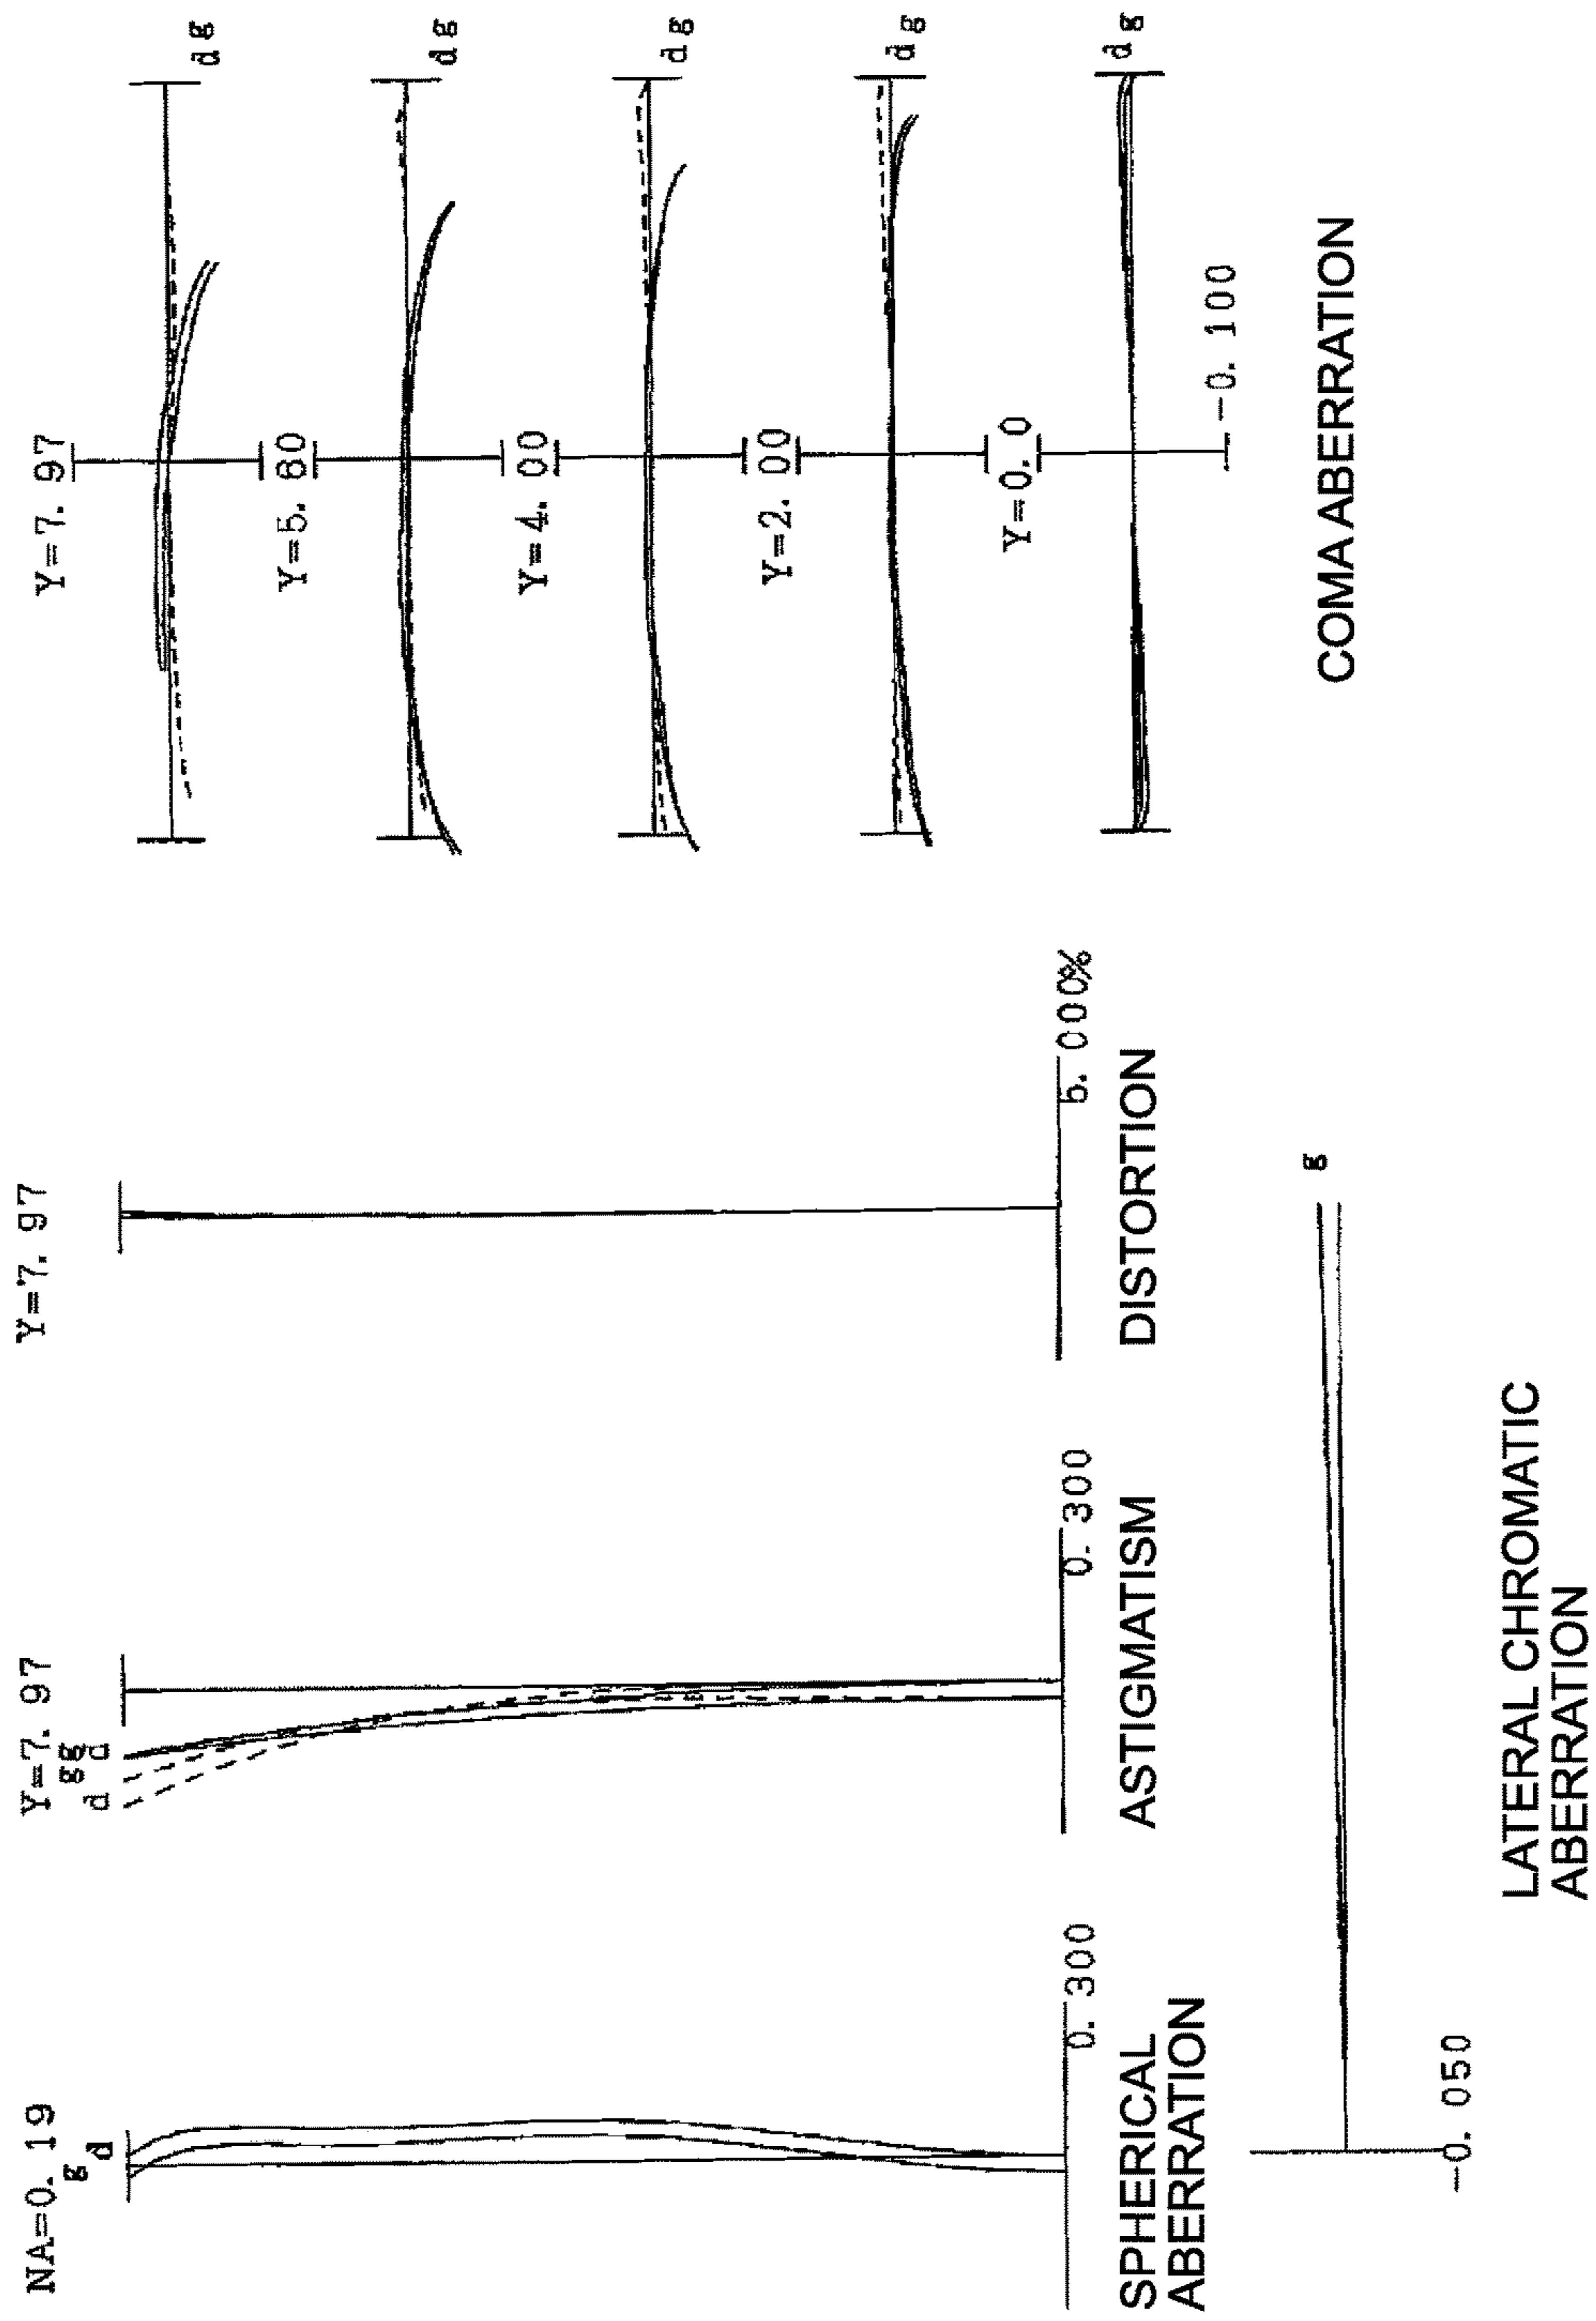 NA=0. 19
g
d
0. 300
SPHERICAL
ABERRATION
Y=7. 97
g g
d d
0. 300
ASTIGMATISM
Y=7. 97
5. 000%
DISTORTION
Y=7. 97
d g
Y=5. 80
d g
Y=4. 00
d g
Y=2. 00
d g
Y=0. 0
d g
-0. 100
COMA ABERRATION
g
-0. 050
LATERAL CHROMATIC
ABERRATION